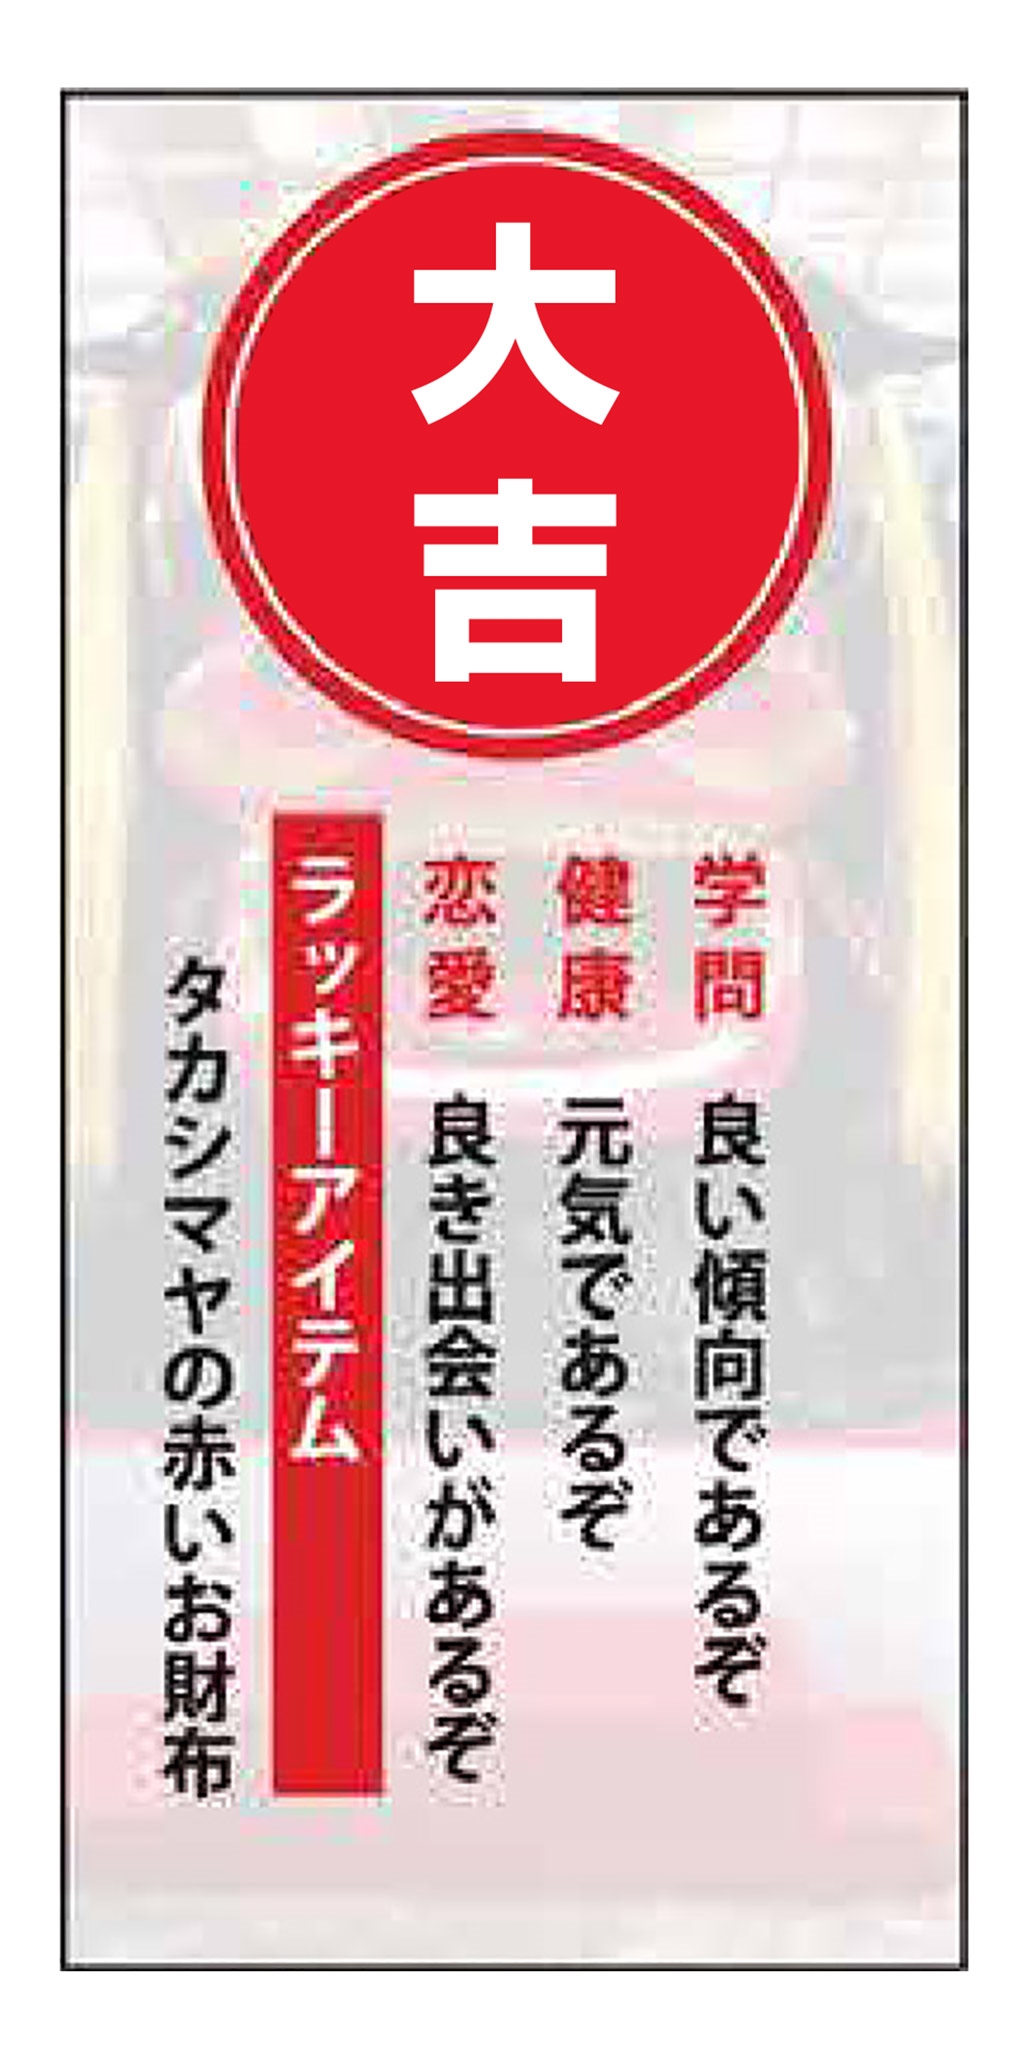 大吉
学問 良い傾向であるぞ
健康 元気であるぞ
恋愛 良き出会いがあるぞ
ラッキーアイテム
タカシマヤの赤いお財布